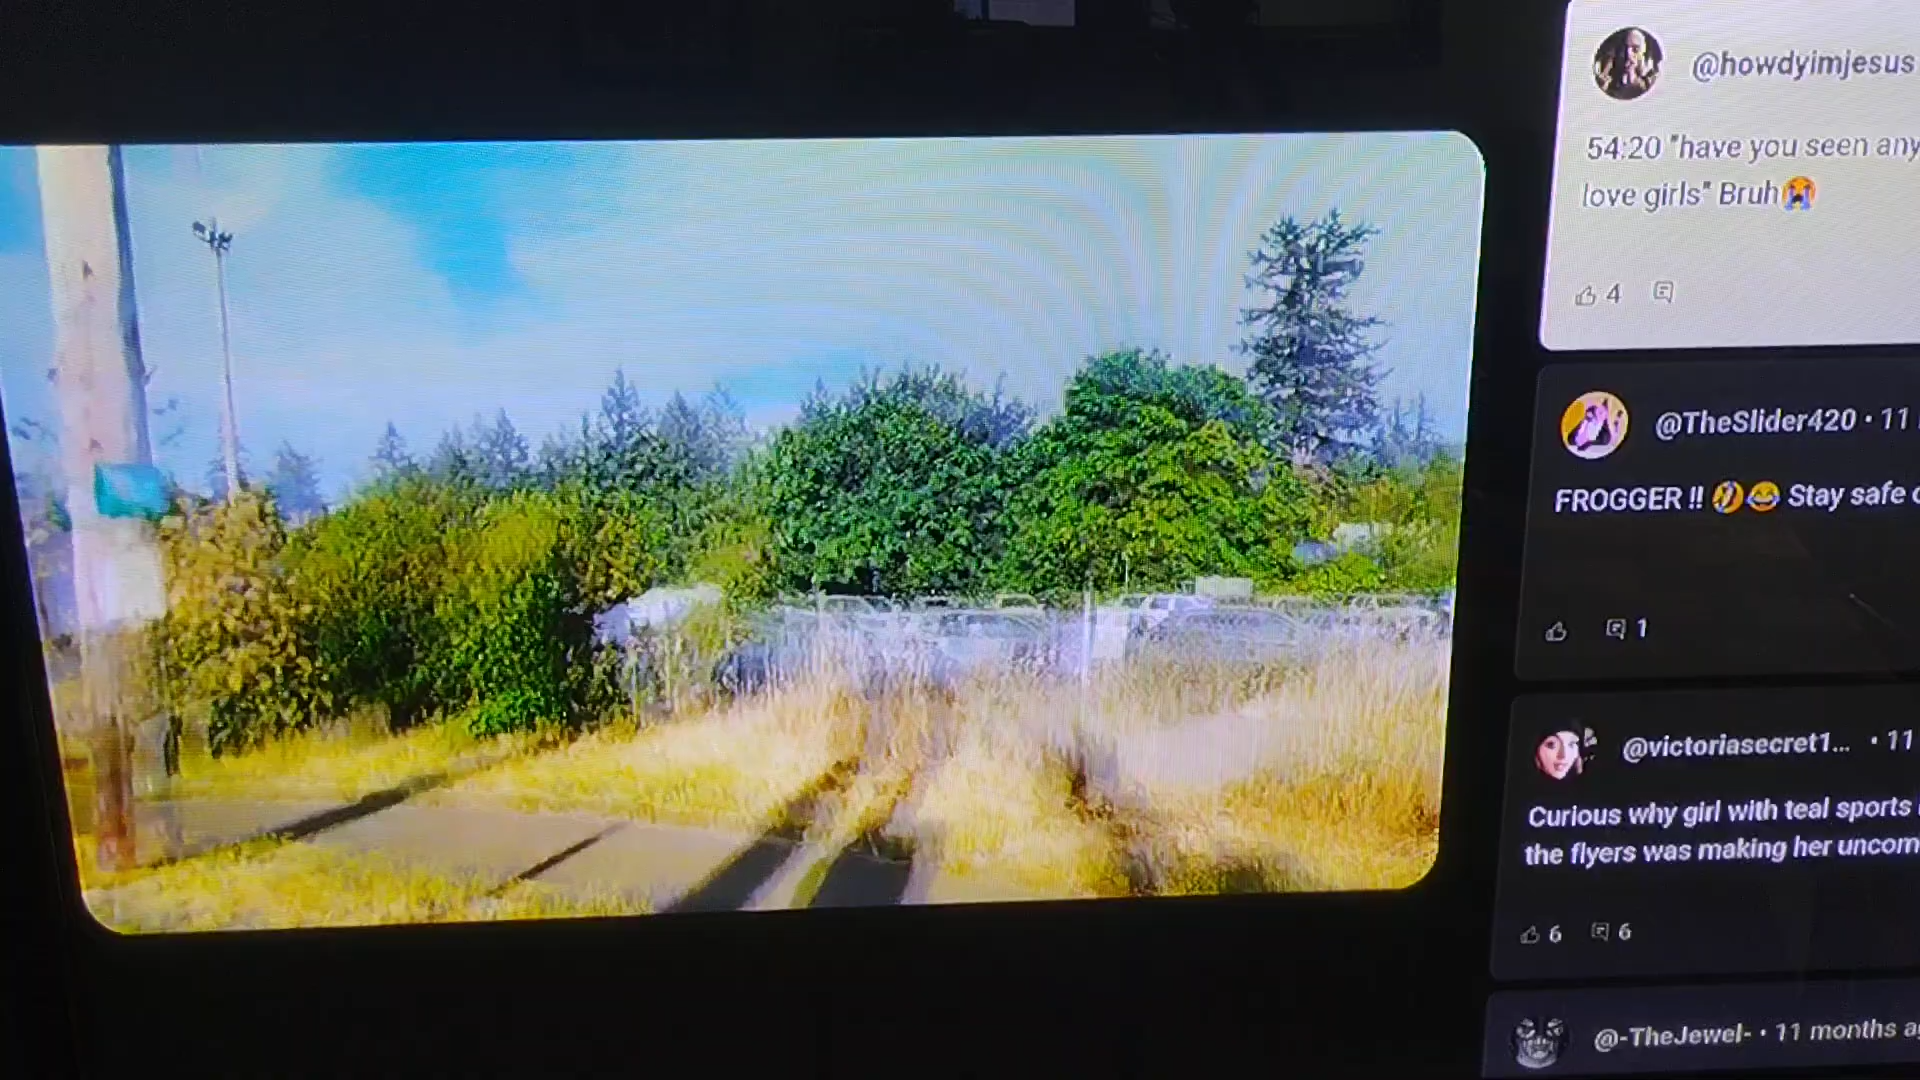 @howdyimjesus
54:20 "have you seen any
love girls" Bruh😭
4
@TheSlider420 • 11
FROGGER !! 🤣😂 Stay safe
1
@victoriasecret1... • 11
Curious why girl with teal sports
the flyers was making her uncom
6 6
@-TheJewel- • 11 months a